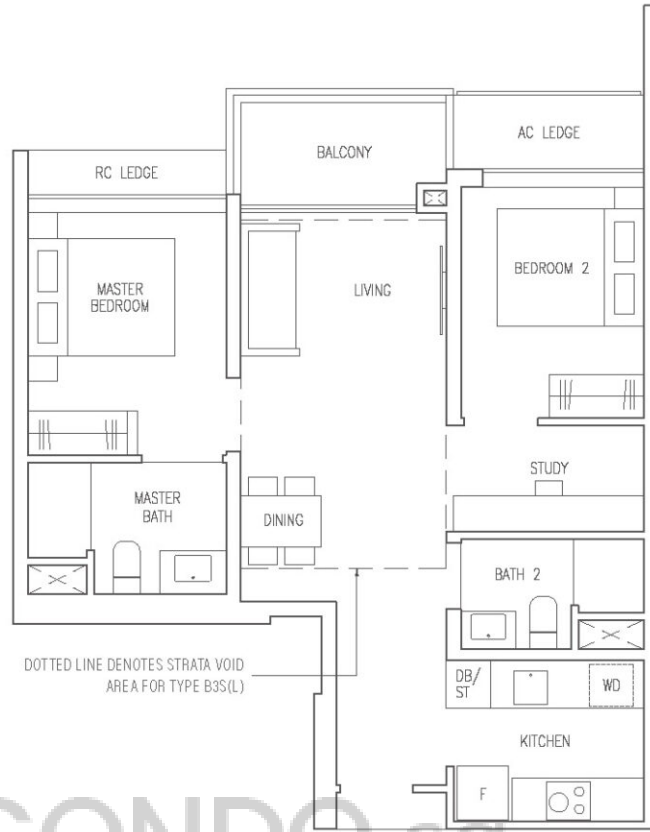 BALCONY
AC LEDGE
RC LEDGE
MASTER
BEDROOM
LIVING
BEDROOM 2
STUDY
MASTER
BATH
DINING
BATH 2
DOTTED LINE DENOTES STRATA VOID
AREA FOR TYPE B3S(L)
DB/
ST
WD
KITCHEN
F
CONDO